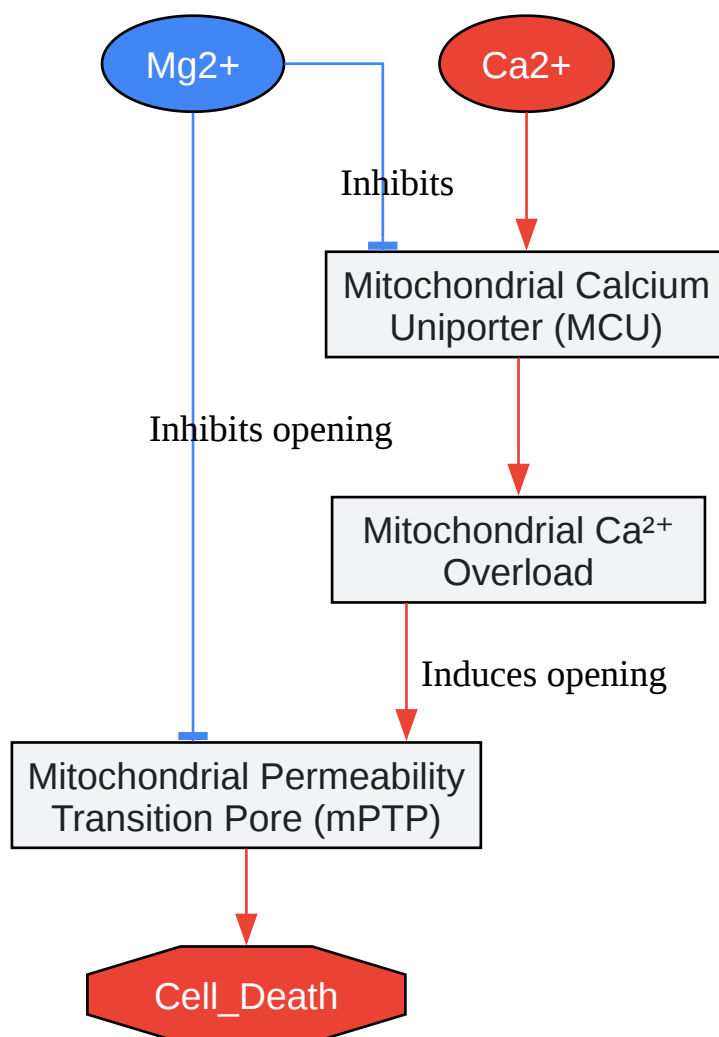 Mg2+
Ca2+
Inhibits
Mitochondrial Calcium
Uniporter (MCU)
Inhibits opening
Mitochondrial Ca²⁺
Overload
Induces opening
Mitochondrial Permeability
Transition Pore (mPTP)
Cell_Death